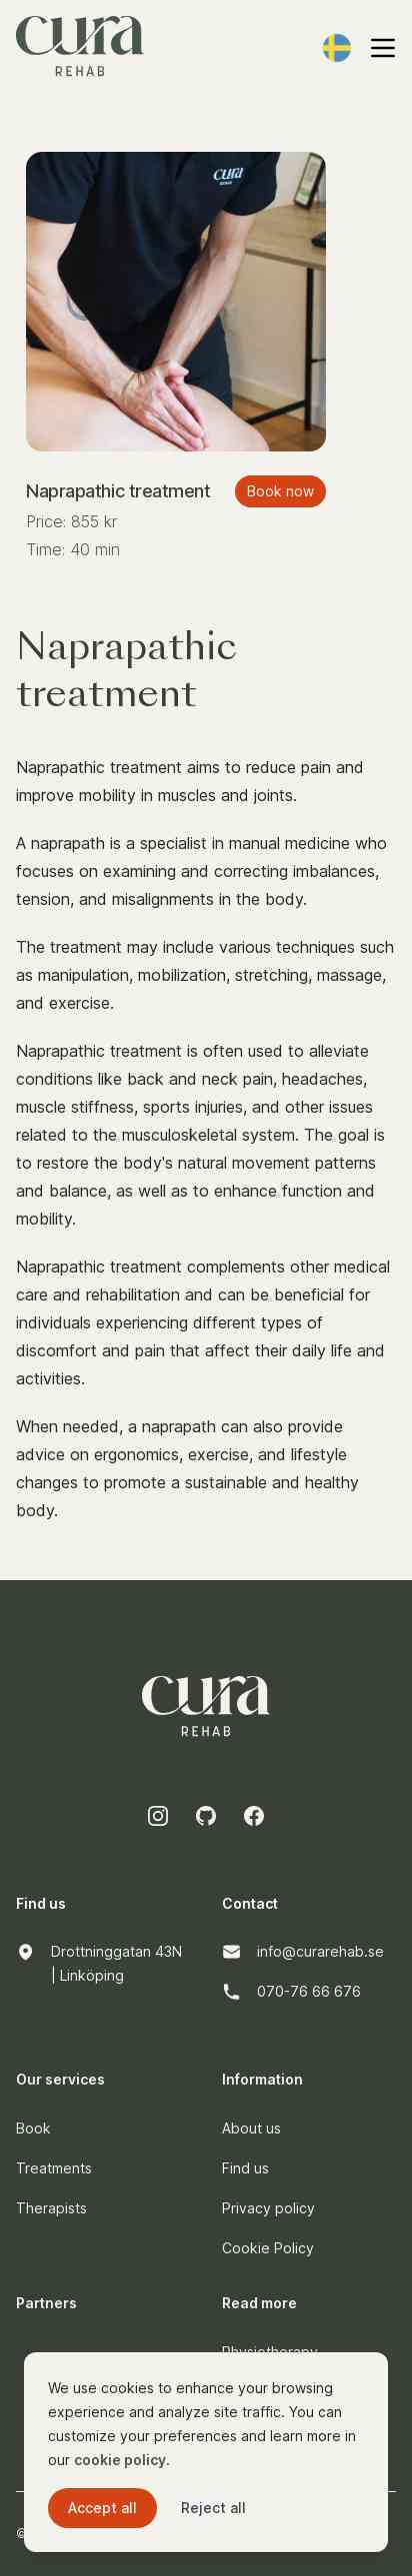 cura
REHAB
cura
REHAB
Naprapathic treatment
Book now
Price: 855 kr
Time: 40 min
Naprapathic
treatment
Naprapathic treatment aims to reduce pain and
improve mobility in muscles and joints.
A naprapath is a specialist in manual medicine who
focuses on examining and correcting imbalances,
tension, and misalignments in the body.
The treatment may include various techniques such
as manipulation, mobilization, stretching, massage,
and exercise.
Naprapathic treatment is often used to alleviate
conditions like back and neck pain, headaches,
muscle stiffness, sports injuries, and other issues
related to the musculoskeletal system. The goal is
to restore the body's natural movement patterns
and balance, as well as to enhance function and
mobility.
Naprapathic treatment complements other medical
care and rehabilitation and can be beneficial for
individuals experiencing different types of
discomfort and pain that affect their daily life and
activities.
When needed, a naprapath can also provide
advice on ergonomics, exercise, and lifestyle
changes to promote a sustainable and healthy
body.
cura
REHAB
Find us
Drottninggatan 43N
| Linköping
Contact
info@curarehab.se
070-76 66 676
Our services
Book
Treatments
Therapists
Information
About us
Find us
Privacy policy
Cookie Policy
Partners
Read more
Physiotherapy
We use cookies to enhance your browsing
experience and analyze site traffic. You can
customize your preferences and learn more in
our cookie policy.
Accept all
Reject all
©